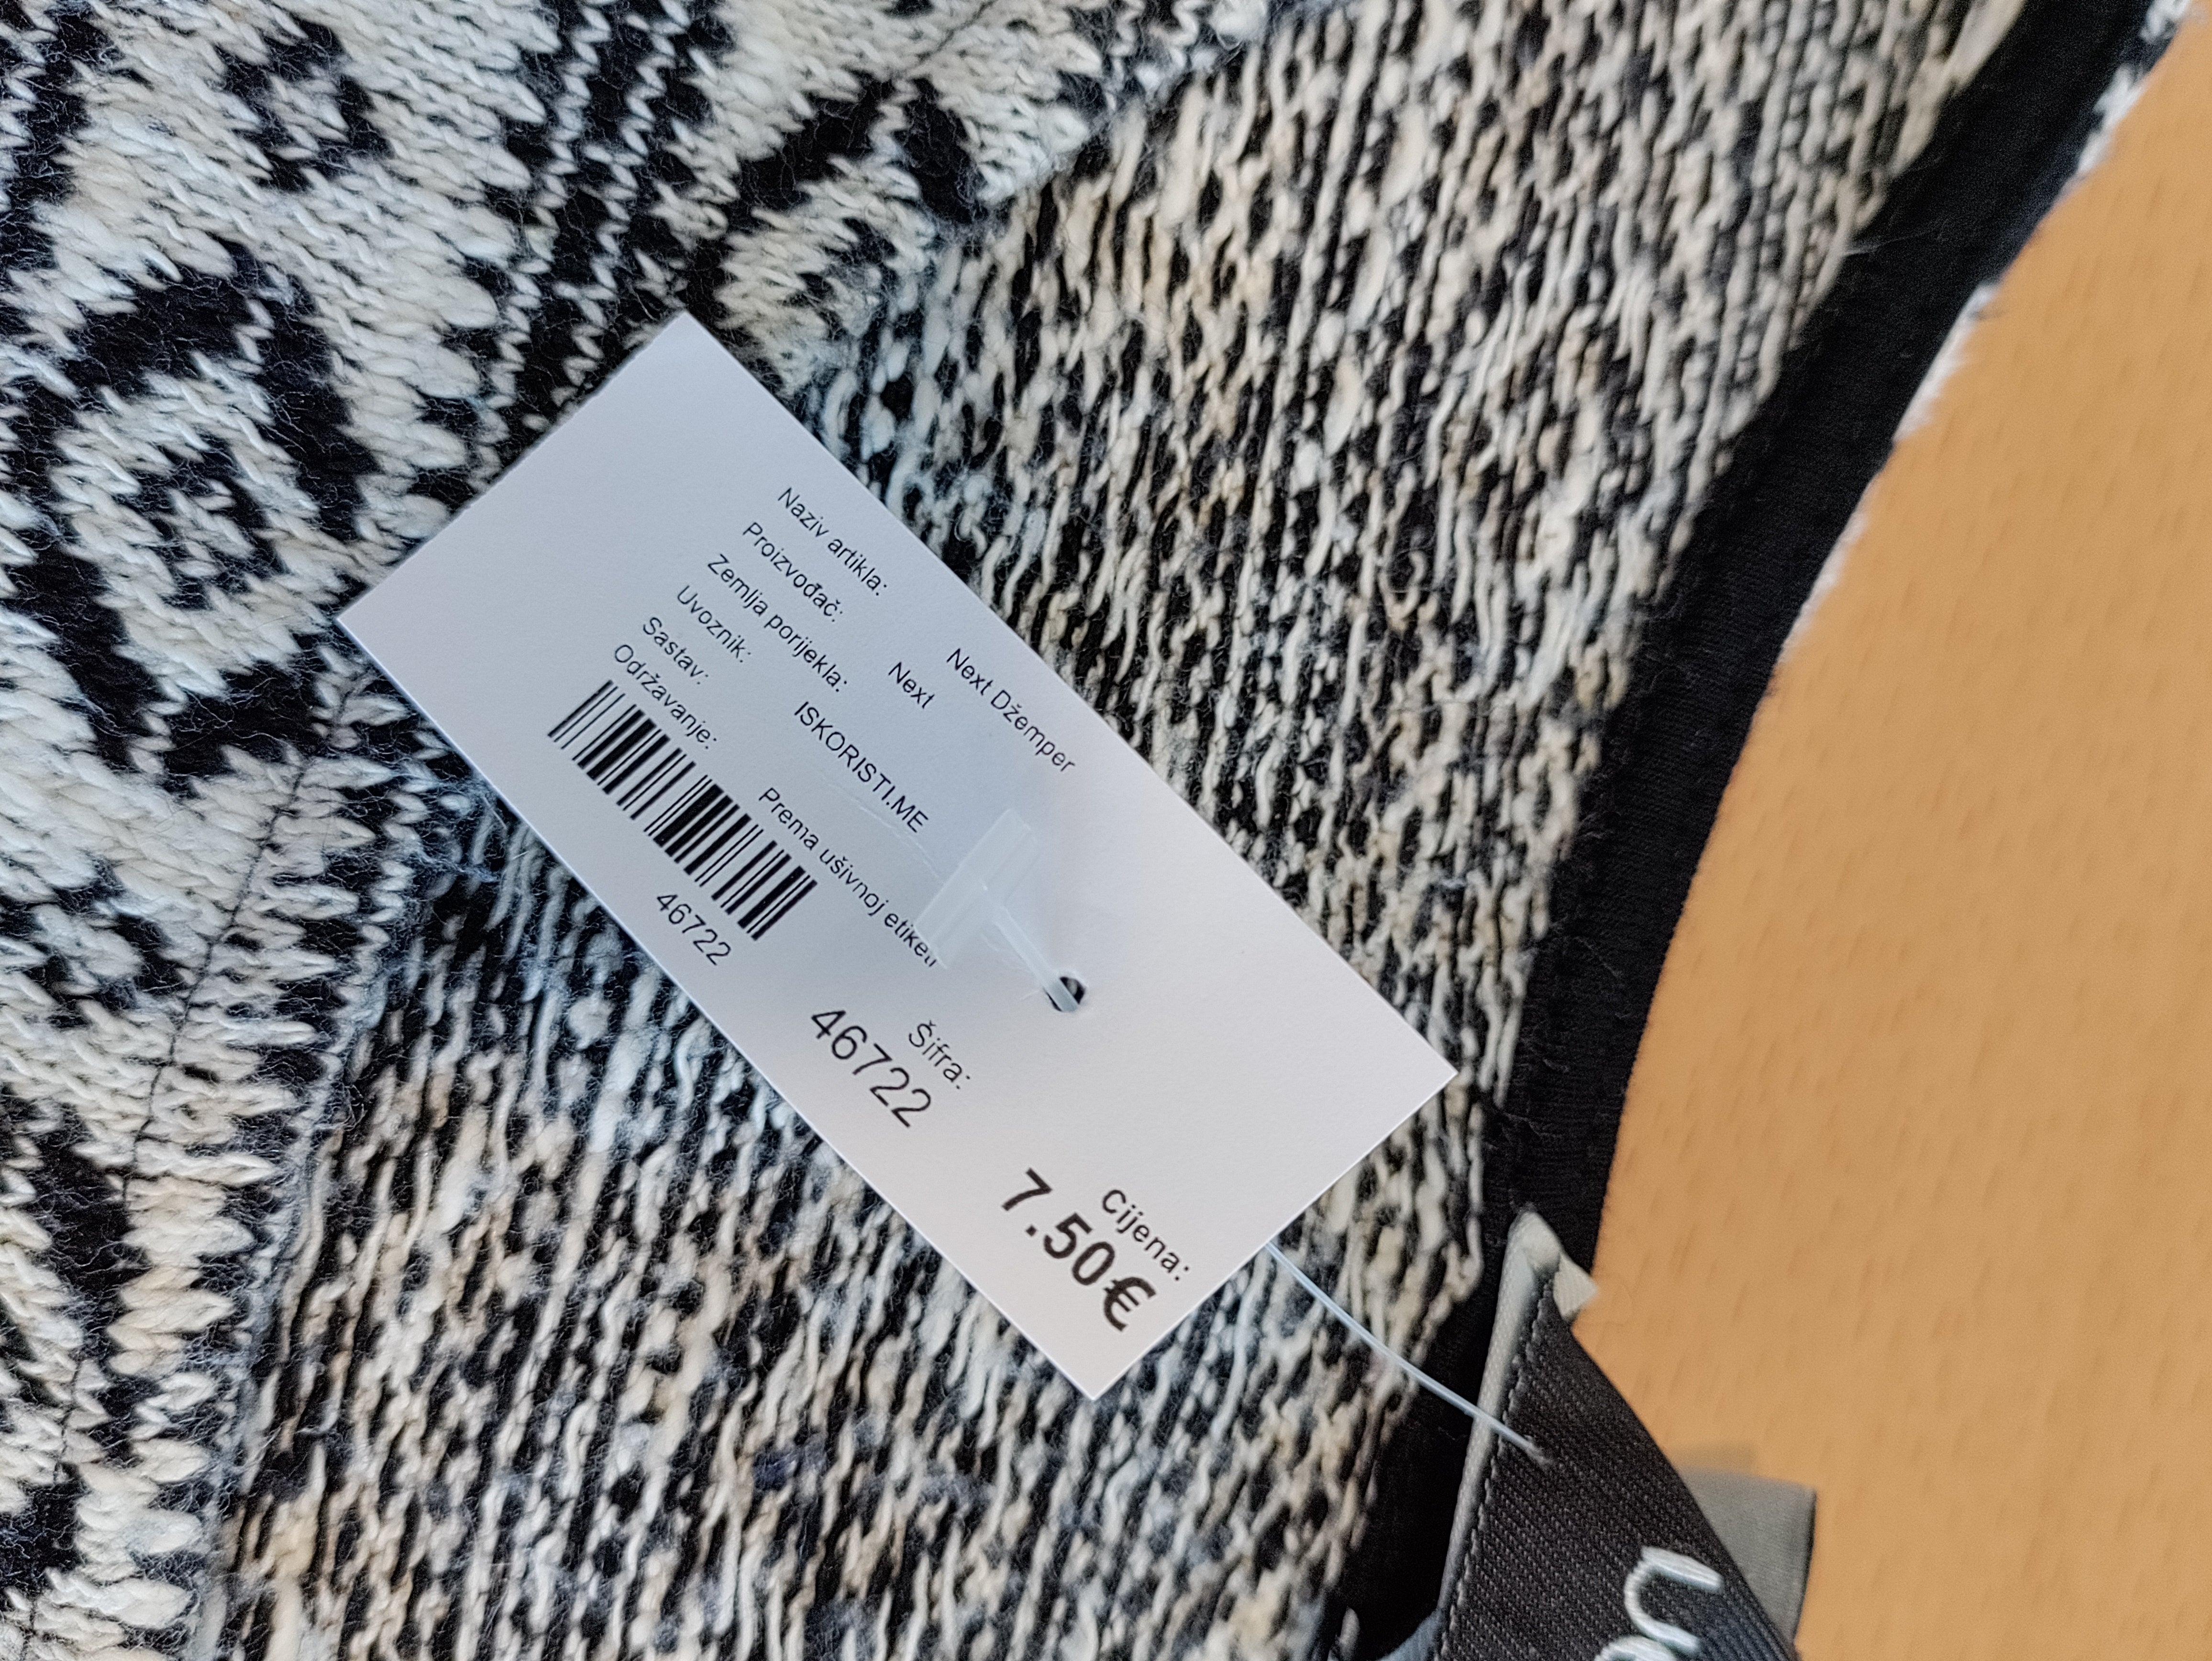 Naziv artikla: Next Džemper
Proizvođač: Next
Zemlja porijekla:
Uvoznik: ISKORISTI.ME
Sastav:
Održavanje: Prema ušivnoj
46722
Šifra:
46722
Cijena:
7.50€